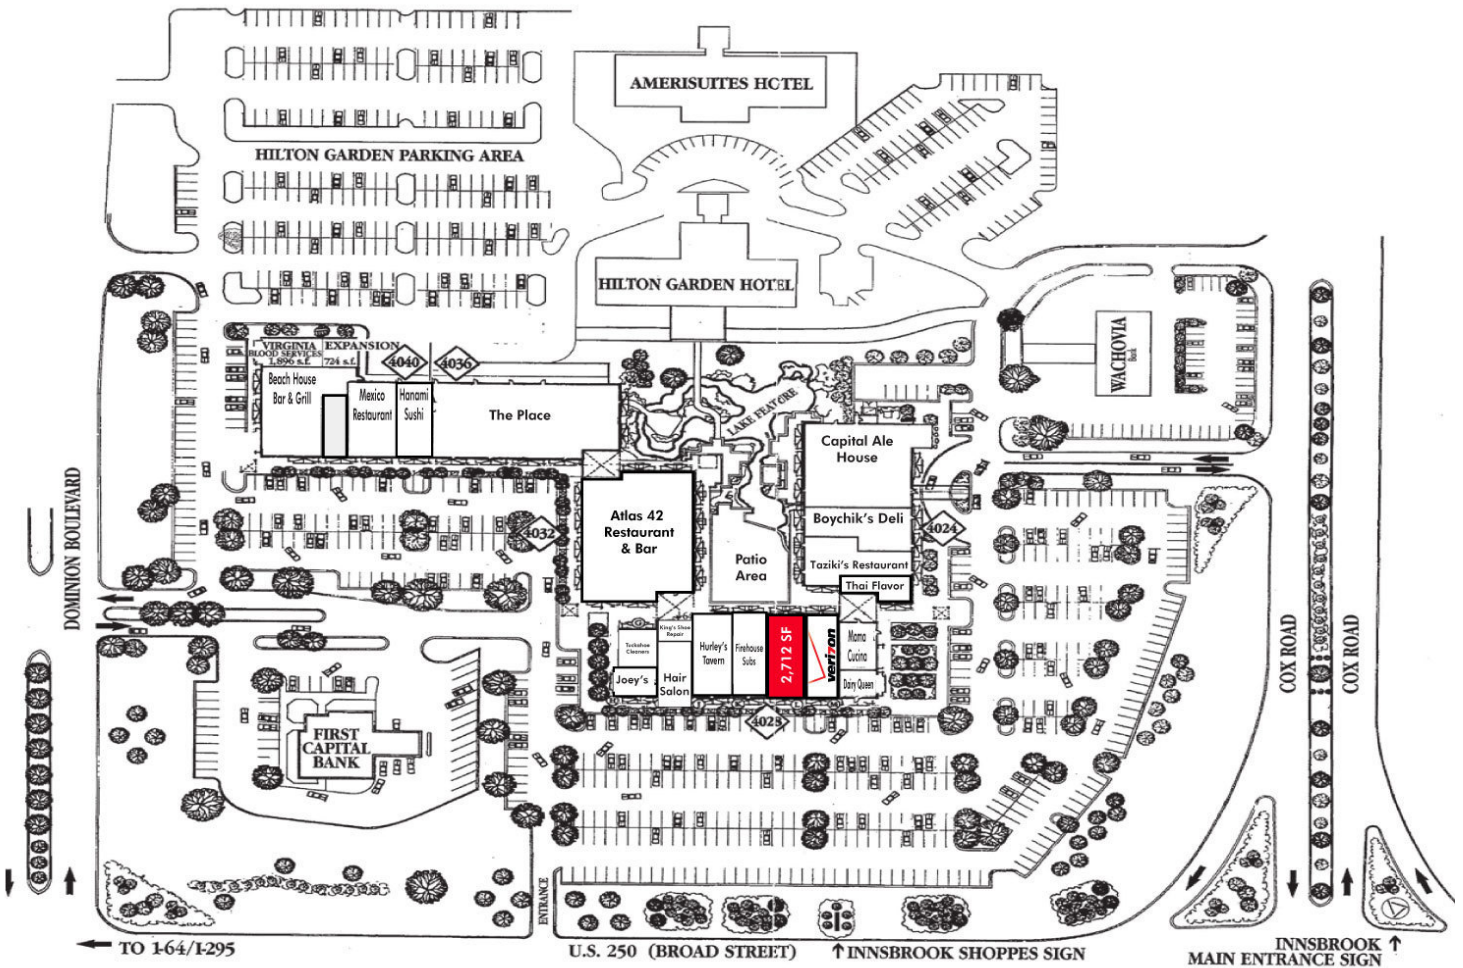 AMERISUITES HOTEL
HILTON GARDEN PARKING AREA
HILTON GARDEN HOTEL
VIRGINIA
BLOOD SERVICES
1,896 s.f.
EXPANSION
724 s.f.
4040
4036
WACHOVIA
Bank
Beach House
Bar & Grill
Mexico
Restaurant
Hanami
Sushi
The Place
LAKE FEATURE
Capital Ale
House
DOMINION BOULEVARD
4032
Atlas 42
Restaurant
& Bar
Patio
Area
Boychik's Deli
4024
Taziki's Restaurant
Thai Flavor
King's Shoe
Repair
Tuckahoe
Cleaners
Joey's
Hair
Salon
Hurley's
Tavern
Firehouse
Subs
2,712 SF
verizon
Mama
Cucina
Dairy Queen
4028
COX ROAD
COX ROAD
FIRST
CAPITAL
BANK
ENTRANCE
TO I-64/I-295
U.S. 250 (BROAD STREET)
INNSBROOK SHOPPES SIGN
INNSBROOK
MAIN ENTRANCE SIGN